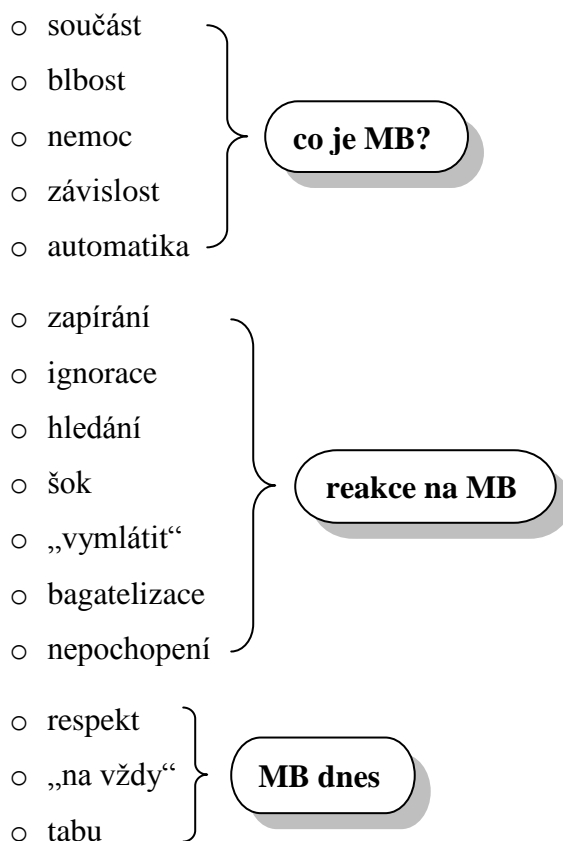 ○ součást
○ blbost
○ nemoc
○ závislost
○ automatika
co je MB?
○ zapírání
○ ignorace
○ hledání
○ šok
○ „vymlátit“
○ bagatelizace
○ nepochopení
reakce na MB
○ respekt
○ „na vždy“
○ tabu
MB dnes